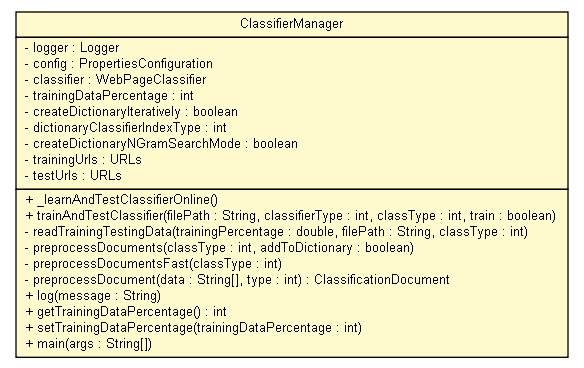 ClassifierManager
- logger : Logger
- config : PropertiesConfiguration
- classifier : WebPageClassifier
- trainingDataPercentage : int
- createDictionaryIteratively : boolean
- dictionaryClassifierIndexType : int
- createDictionaryNGramSearchMode : boolean
- trainingUrls : URLs
- testUrls : URLs
+ _learnAndTestClassifierOnline()
+ trainAndTestClassifier(filePath : String, classifierType : int, classType : int, train : boolean)
- readTrainingTestingData(trainingPercentage : double, filePath : String, classType : int)
- preprocessDocuments(classType : int, addToDictionary : boolean)
- preprocessDocumentsFast(classType : int)
- preprocessDocument(data : String[], type : int) : ClassificationDocument
+ log(message : String)
+ getTrainingDataPercentage() : int
+ setTrainingDataPercentage(trainingDataPercentage : int)
+ main(args : String[])